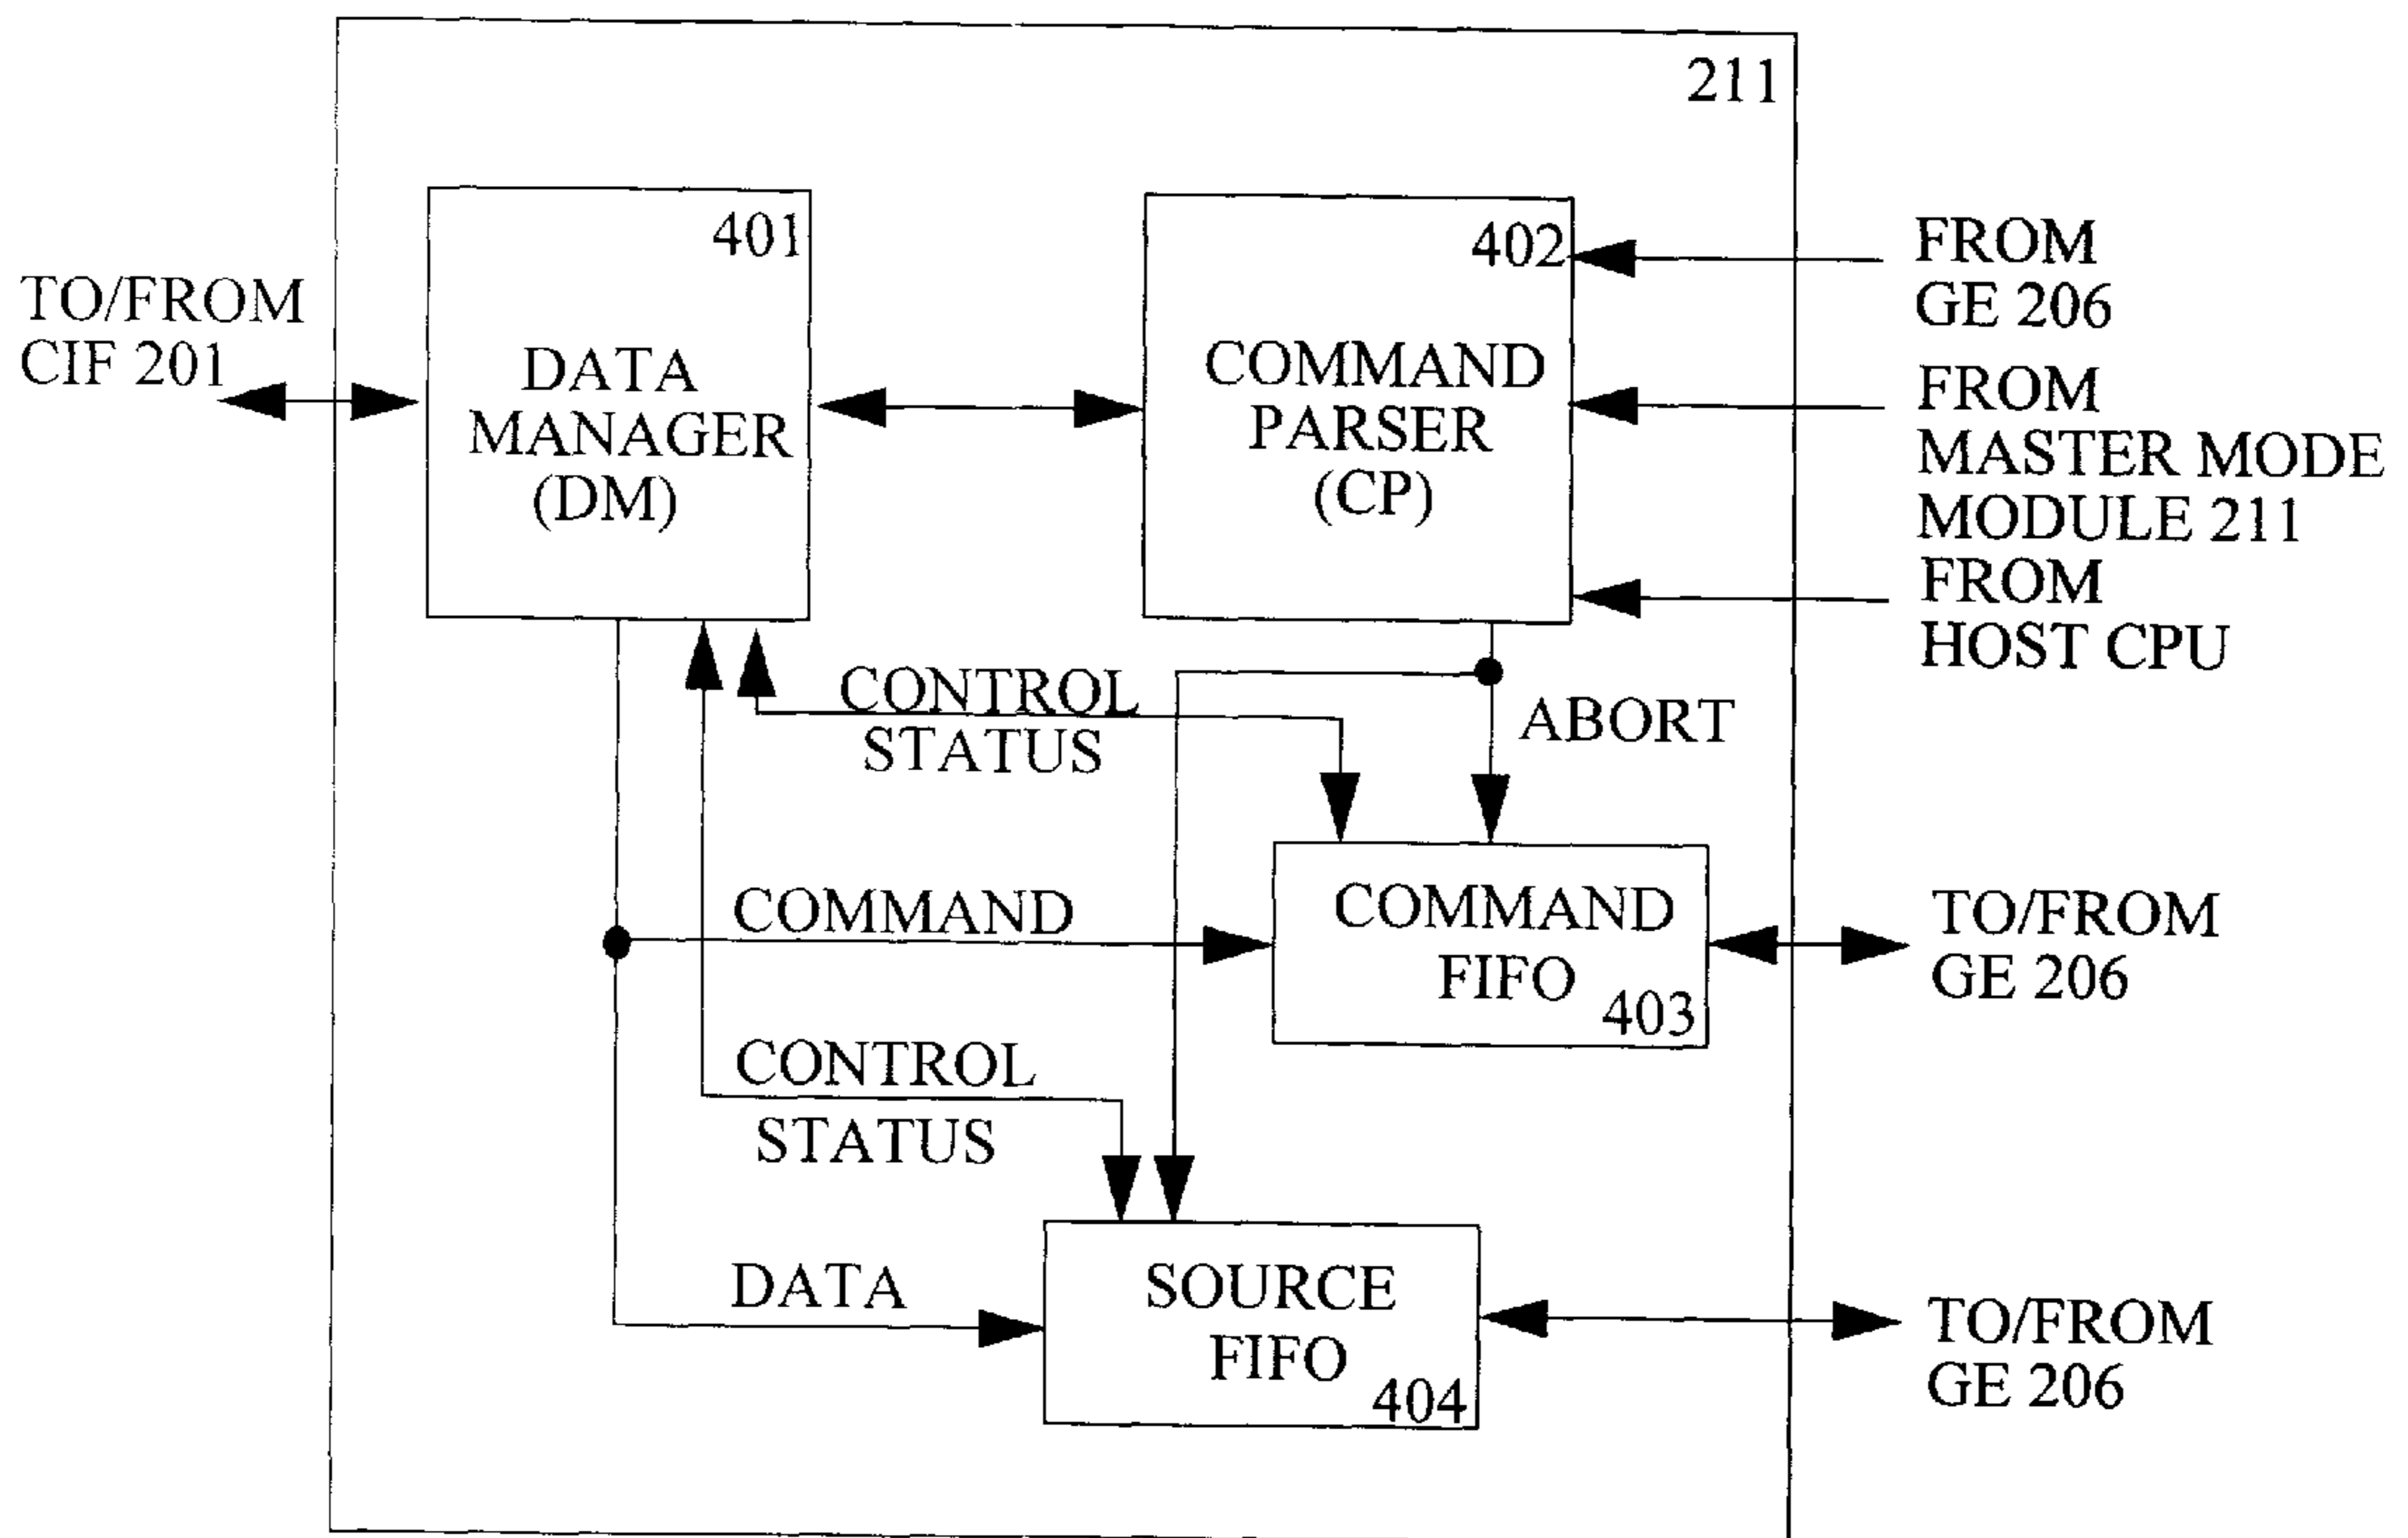 211
401
402
FROM
GE 206
TO/FROM
CIF 201
DATA
MANAGER
(DM)
COMMAND
PARSER
(CP)
FROM
MASTER MODE
MODULE 211
FROM
HOST CPU
CONTROL
STATUS
ABORT
COMMAND
COMMAND
FIFO
403
TO/FROM
GE 206
CONTROL
STATUS
DATA
SOURCE
FIFO
404
TO/FROM
GE 206